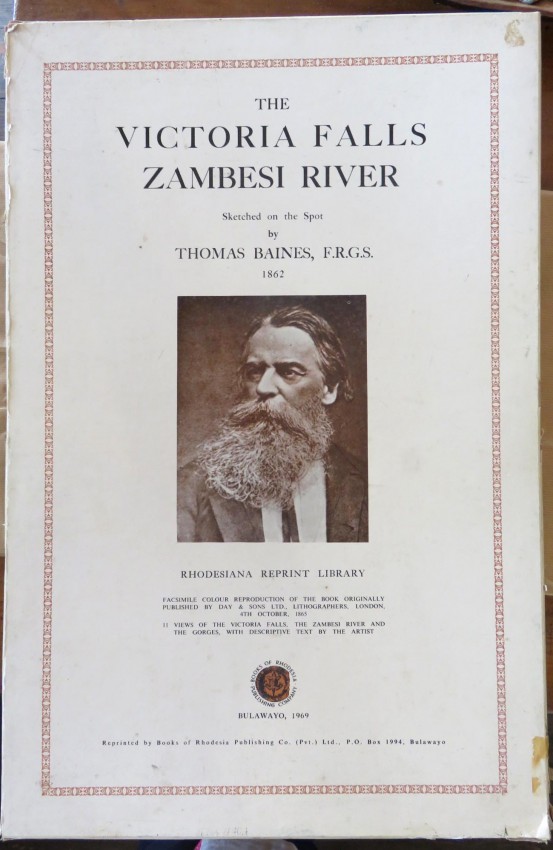 THE
VICTORIA FALLS
ZAMBESI RIVER
Sketched on the Spot
by
THOMAS BAINES, F.R.G.S.
1862
RHODESIANA REPRINT LIBRARY
FACSIMILE COLOUR REPRODUCTION OF THE BOOK ORIGINALLY
PUBLISHED BY DAY & SONS LTD., LITHOGRAPHERS, LONDON,
4TH OCTOBER, 1865
11 VIEWS OF THE VICTORIA FALLS, THE ZAMBESI RIVER AND
THE GORGES, WITH DESCRIPTIVE TEXT BY THE ARTIST
BOOKS OF RHODESIA
PUBLISHING COMPANY
BULAWAYO, 1969
Reprinted by Books of Rhodesia Publishing Co. (Pvt.) Ltd., P.O. Box 1994, Bulawayo